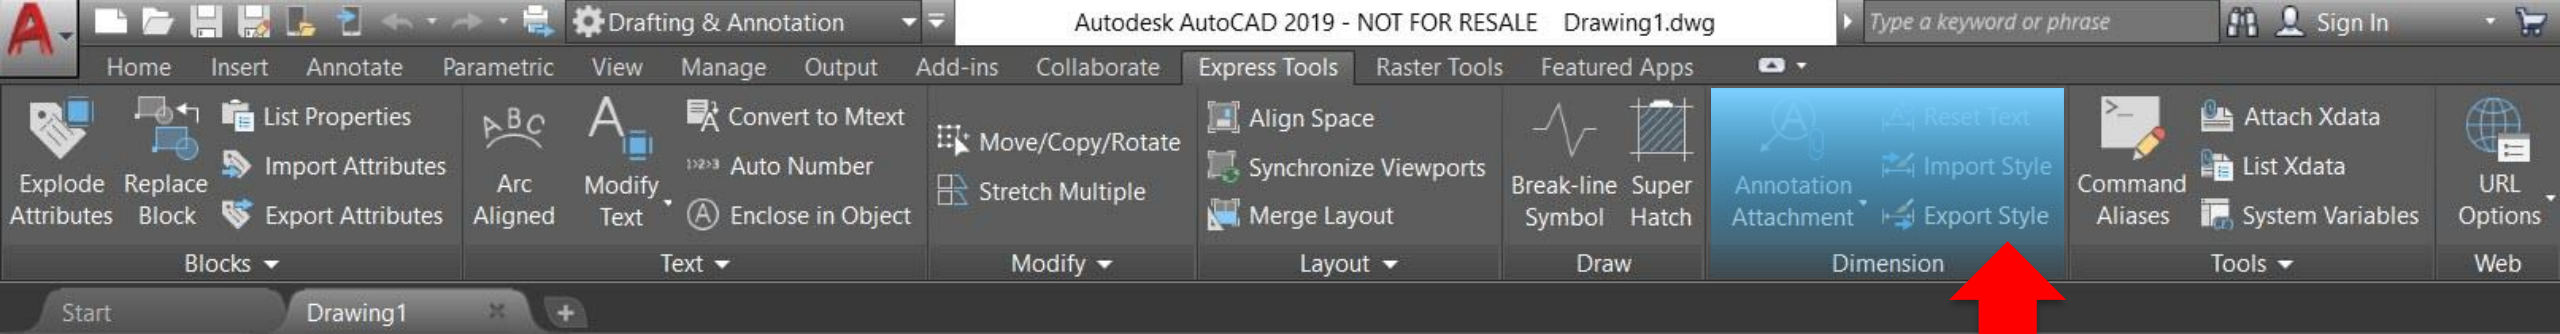 Drafting & Annotation
Autodesk AutoCAD 2019 - NOT FOR RESALE Drawing1.dwg
Type a keyword or phrase
Sign In
Home Insert Annotate Parametric View Manage Output Add-ins Collaborate Express Tools Raster Tools Featured Apps
Explode
Attributes
Replace
Block
List Properties
Import Attributes
Export Attributes
Blocks
ABC
Arc
Aligned
A
Modify
Text
Convert to Mtext
1>2>3 Auto Number
A Enclose in Object
Text
Move/Copy/Rotate
Stretch Multiple
Modify
Align Space
Synchronize Viewports
Merge Layout
Layout
Break-line
Symbol
Super
Hatch
Draw
A
Annotation
Attachment
A Reset Text
Import Style
Export Style
Dimension
>_
Command
Aliases
Attach Xdata
List Xdata
System Variables
Tools
URL
Options
Web
Start
Drawing1